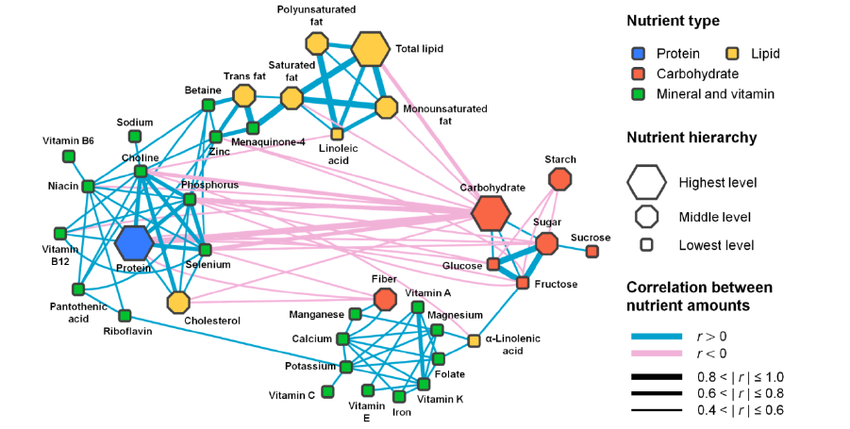 Polyunsaturated
fat
Total lipid
Saturated
fat
Trans fat
Betaine
Monounsaturated
fat
Sodium
Menaquinone-4
Zinc
Linoleic
acid
Vitamin B6
Choline
Starch
Niacin
Phosphorus
Carbohydrate
Sugar
Sucrose
Vitamin
B12
Protein
Selenium
Glucose
Fructose
Fiber
Vitamin A
Pantothenic
acid
Riboflavin
Cholesterol
Manganese
Magnesium
Calcium
α-Linolenic
acid
Potassium
Folate
Vitamin C
Vitamin
E
Iron
Vitamin K
Nutrient type
Protein
Lipid
Carbohydrate
Mineral and vitamin
Nutrient hierarchy
Highest level
Middle level
Lowest level
Correlation between
nutrient amounts
r > 0
r < 0
0.8 < | r | ≤ 1.0
0.6 < | r | ≤ 0.8
0.4 < | r | ≤ 0.6